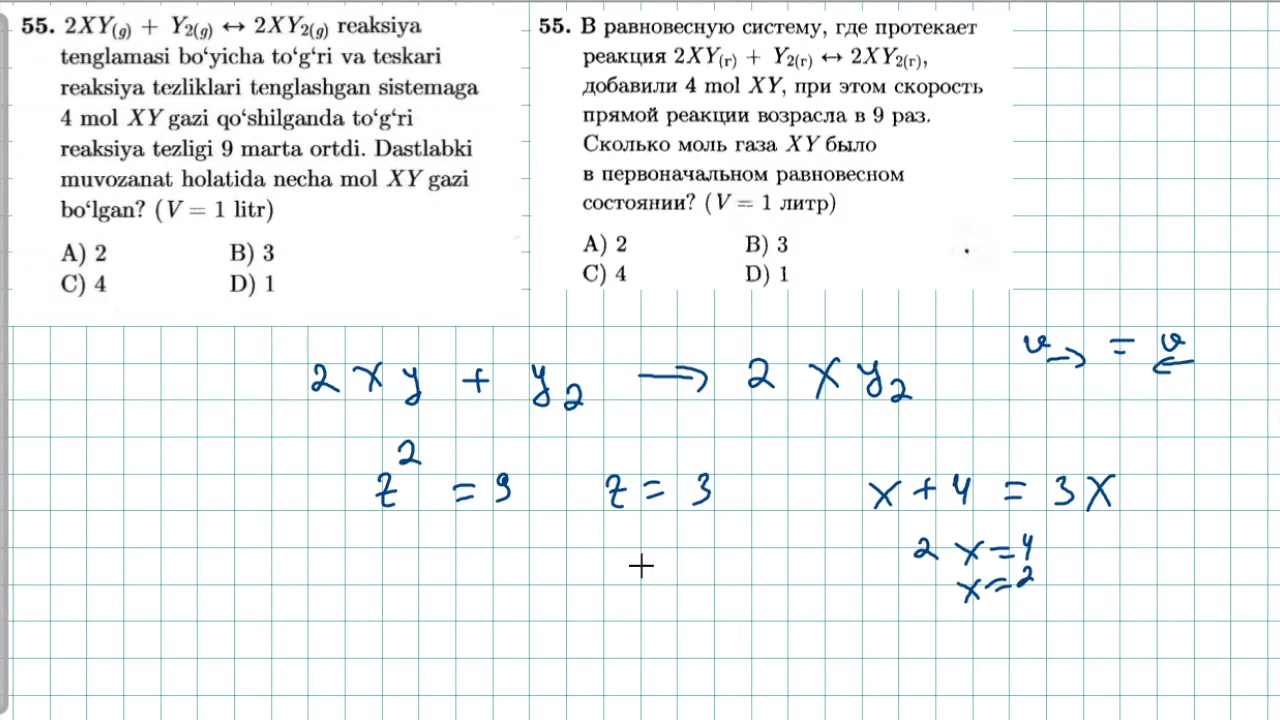 55. 2XY(g) + Y2(g) ↔ 2XY2(g) reaksiya
tenglamasi bo‘yicha to‘g‘ri va teskari
reaksiya tezliklari tenglashgan sistemaga
4 mol XY gazi qo‘shilganda to‘g‘ri
reaksiya tezligi 9 marta ortdi. Dastlabki
muvozanat holatida necha mol XY gazi
bo‘lgan? (V = 1 litr)
A) 2 B) 3
C) 4 D) 1
55. В равновесную систему, где протекает
реакция 2XY(г) + Y2(г) ↔ 2XY2(г),
добавили 4 mol XY, при этом скорость
прямой реакции возрасла в 9 раз.
Сколько моль газа XY было
в первоначальном равновесном
состоянии? (V = 1 литр)
A) 2 B) 3
C) 4 D) 1
v→ = v←
2 x y + y2 → 2 x y2
z² = 9 z = 3 x + 4 = 3x
2x = 4
x = 2